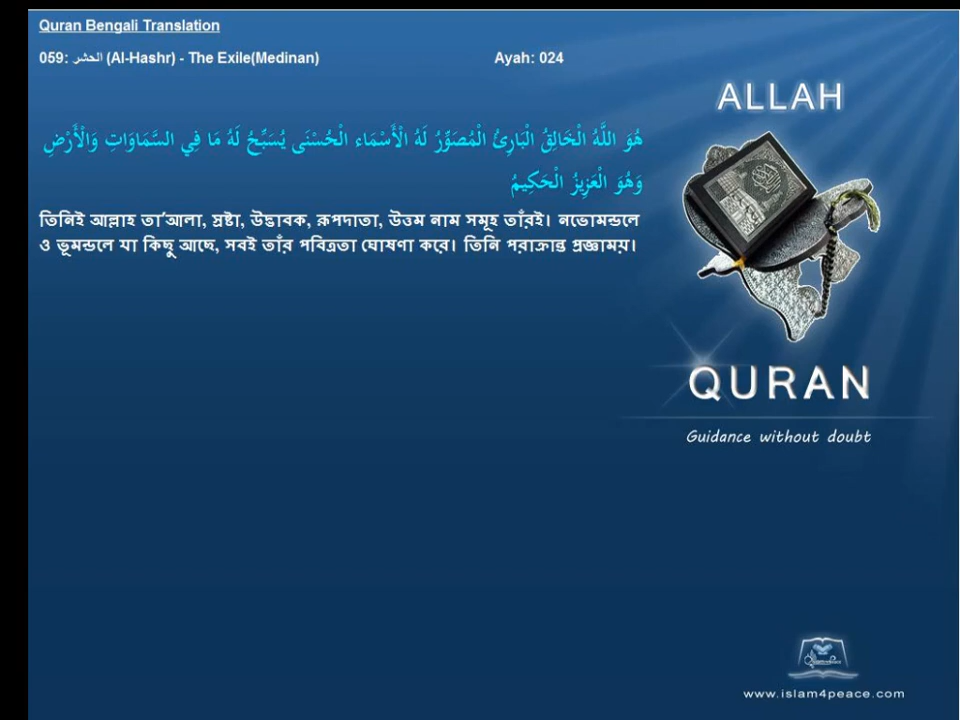 Quran Bengali Translation
059: الحشر (Al-Hashr) - The Exile(Medinan) Ayah: 024
ALLAH
هُوَ اللَّهُ الْخَالِقُ الْبَارِئُ الْمُصَوِّرُ لَهُ الْأَسْمَاء الْحُسْنَى يُسَبِّحُ لَهُ مَا فِي السَّمَاوَاتِ وَالْأَرْضِ
وَهُوَ الْعَزِيزُ الْحَكِيمُ
তিনিই আল্লাহ তা’আলা, স্রষ্টা, উদ্ভাবক, রূপদাতা, উত্তম নাম সমূহ তাঁরই। নভোমন্ডলে
ও ভূমন্ডলে যা কিছু আছে, সবই তাঁর পবিত্রতা ঘোষণা করে। তিনি পরাক্রান্ত প্রজ্ঞাময়।
QURAN
Guidance without doubt
www.islam4peace.com